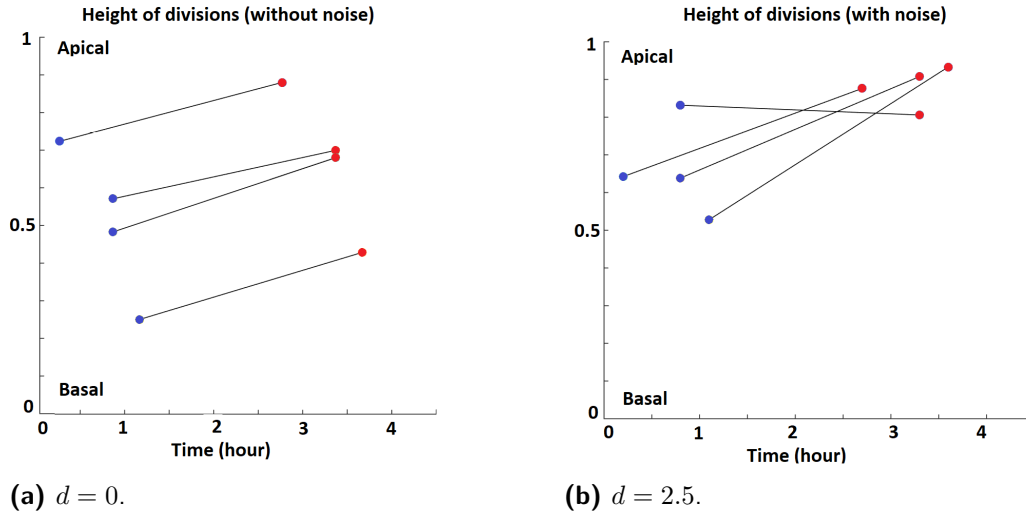 Height of divisions (without noise)
1
Apical
0.5
Basal
0
0 1 2 3 4
Time (hour)
(a) d = 0.
Height of divisions (with noise)
1
Apical
0.5
Basal
0
0 1 2 3 4
Time (hour)
(b) d = 2.5.